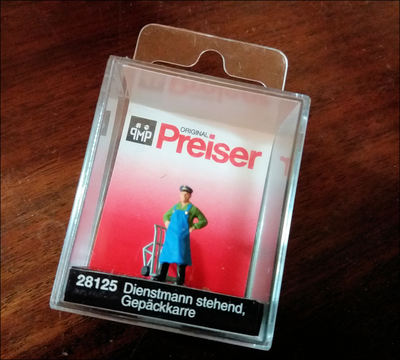 PMP
ORIGINAL
Preiser
28125 Dienstmann stehend,
Gepäckkarre